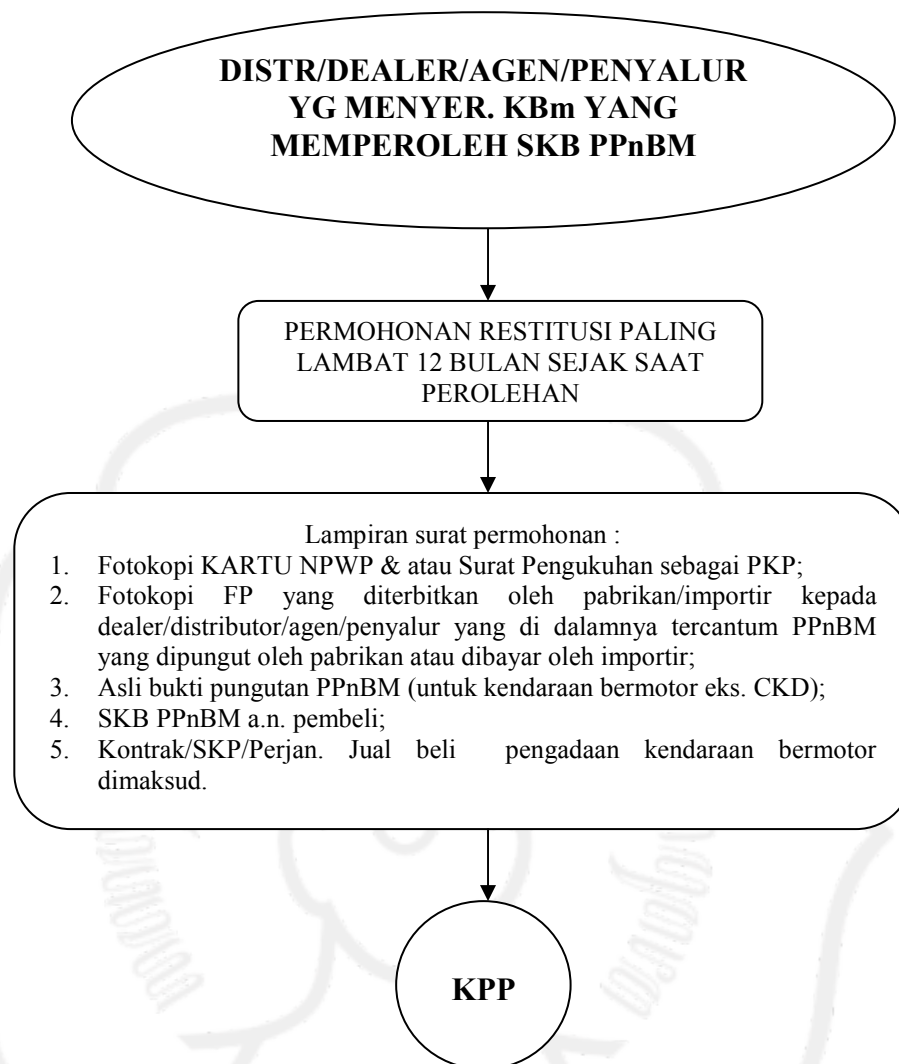 DISTR/DEALER/AGEN/PENYALUR
YG MENYER. KBm YANG
MEMPEROLEH SKB PPnBM
PERMOHONAN RESTITUSI PALING
LAMBAT 12 BULAN SEJAK SAAT
PEROLEHAN
Lampiran surat permohonan :
1. Fotokopi KARTU NPWP & atau Surat Pengukuhan sebagai PKP;
2. Fotokopi FP yang diterbitkan oleh pabrikan/importir kepada
dealer/distributor/agen/penyalur yang di dalamnya tercantum PPnBM
yang dipungut oleh pabrikan atau dibayar oleh importir;
3. Asli bukti pungutan PPnBM (untuk kendaraan bermotor eks. CKD);
4. SKB PPnBM a.n. pembeli;
5. Kontrak/SKP/Perjan. Jual beli pengadaan kendaraan bermotor
dimaksud.
KPP